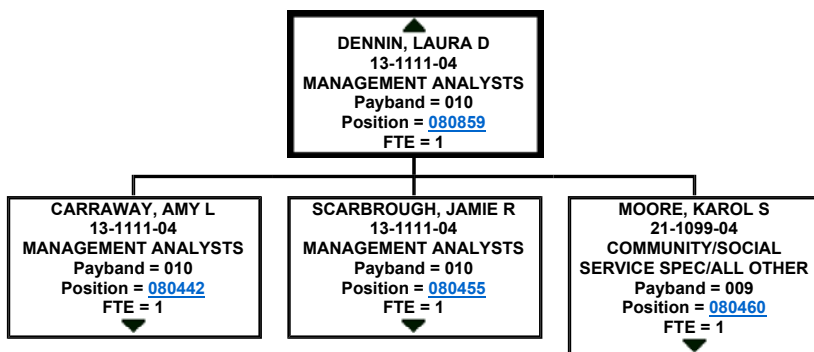 DENNIN, LAURA D
13-1111-04
MANAGEMENT ANALYSTS
Payband = 010
Position = 080859
FTE = 1
CARRAWAY, AMY L
13-1111-04
MANAGEMENT ANALYSTS
Payband = 010
Position = 080442
FTE = 1
SCARBROUGH, JAMIE R
13-1111-04
MANAGEMENT ANALYSTS
Payband = 010
Position = 080455
FTE = 1
MOORE, KAROL S
21-1099-04
COMMUNITY/SOCIAL
SERVICE SPEC/ALL OTHER
Payband = 009
Position = 080460
FTE = 1